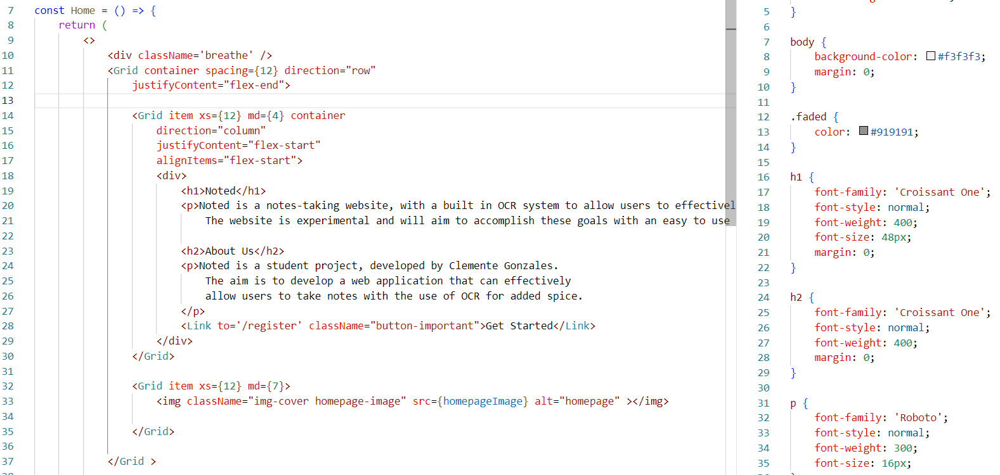 7 const Home = () => {
8 return (
9 <>
10 <div className='breathe' />
11 <Grid container spacing={12} direction="row"
12 justifyContent="flex-end">
13
14 <Grid item xs={12} md={4} container
15 direction="column"
16 justifyContent="flex-start"
17 alignItems="flex-start">
18 <div>
19 <h1>Noted</h1>
20 <p>Noted is a notes-taking website, with a built in OCR system to allow users to effectivel
21 The website is experimental and will aim to accomplish these goals with an easy to use
22
23 <h2>About Us</h2>
24 <p>Noted is a student project, developed by Clemente Gonzales.
25 The aim is to develop a web application that can effectively
26 allow users to take notes with the use of OCR for added spice.
27 </p>
28 <Link to='/register' className="button-important">Get Started</Link>
29 </div>
30 </Grid>
31
32 <Grid item xs={12} md={7}>
33 <img className="img-cover homepage-image" src={homepageImage} alt="homepage" ></img>
34
35 </Grid>
36
37 </Grid >
5 }
6
7 body {
8 background-color: #f3f3f3;
9 margin: 0;
10 }
11
12 .faded {
13 color: #919191;
14 }
15
16 h1 {
17 font-family: 'Croissant One';
18 font-style: normal;
19 font-weight: 400;
20 font-size: 48px;
21 margin: 0;
22 }
23
24 h2 {
25 font-family: 'Croissant One';
26 font-style: normal;
27 font-weight: 400;
28 margin: 0;
29 }
30
31 p {
32 font-family: 'Roboto';
33 font-style: normal;
34 font-weight: 300;
35 font-size: 16px;